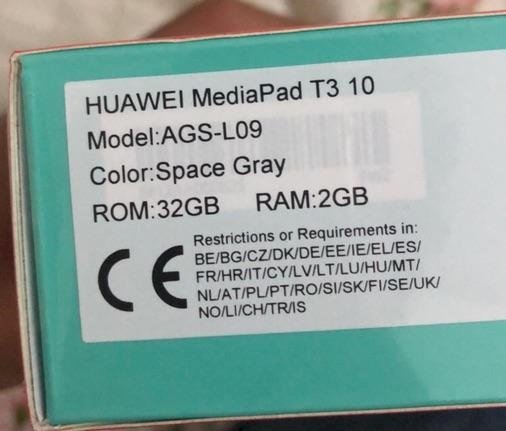 HUAWEI MediaPad T3 10
Model:AGS-L09
Color:Space Gray
ROM:32GB RAM:2GB
CE
Restrictions or Requirements in:
BE/BG/CZ/DK/DE/EE/IE/EL/ES/
FR/HR/IT/CY/LV/LT/LU/HU/MT/
NL/AT/PL/PT/RO/SI/SK/FI/SE/UK/
NO/LI/CH/TR/IS